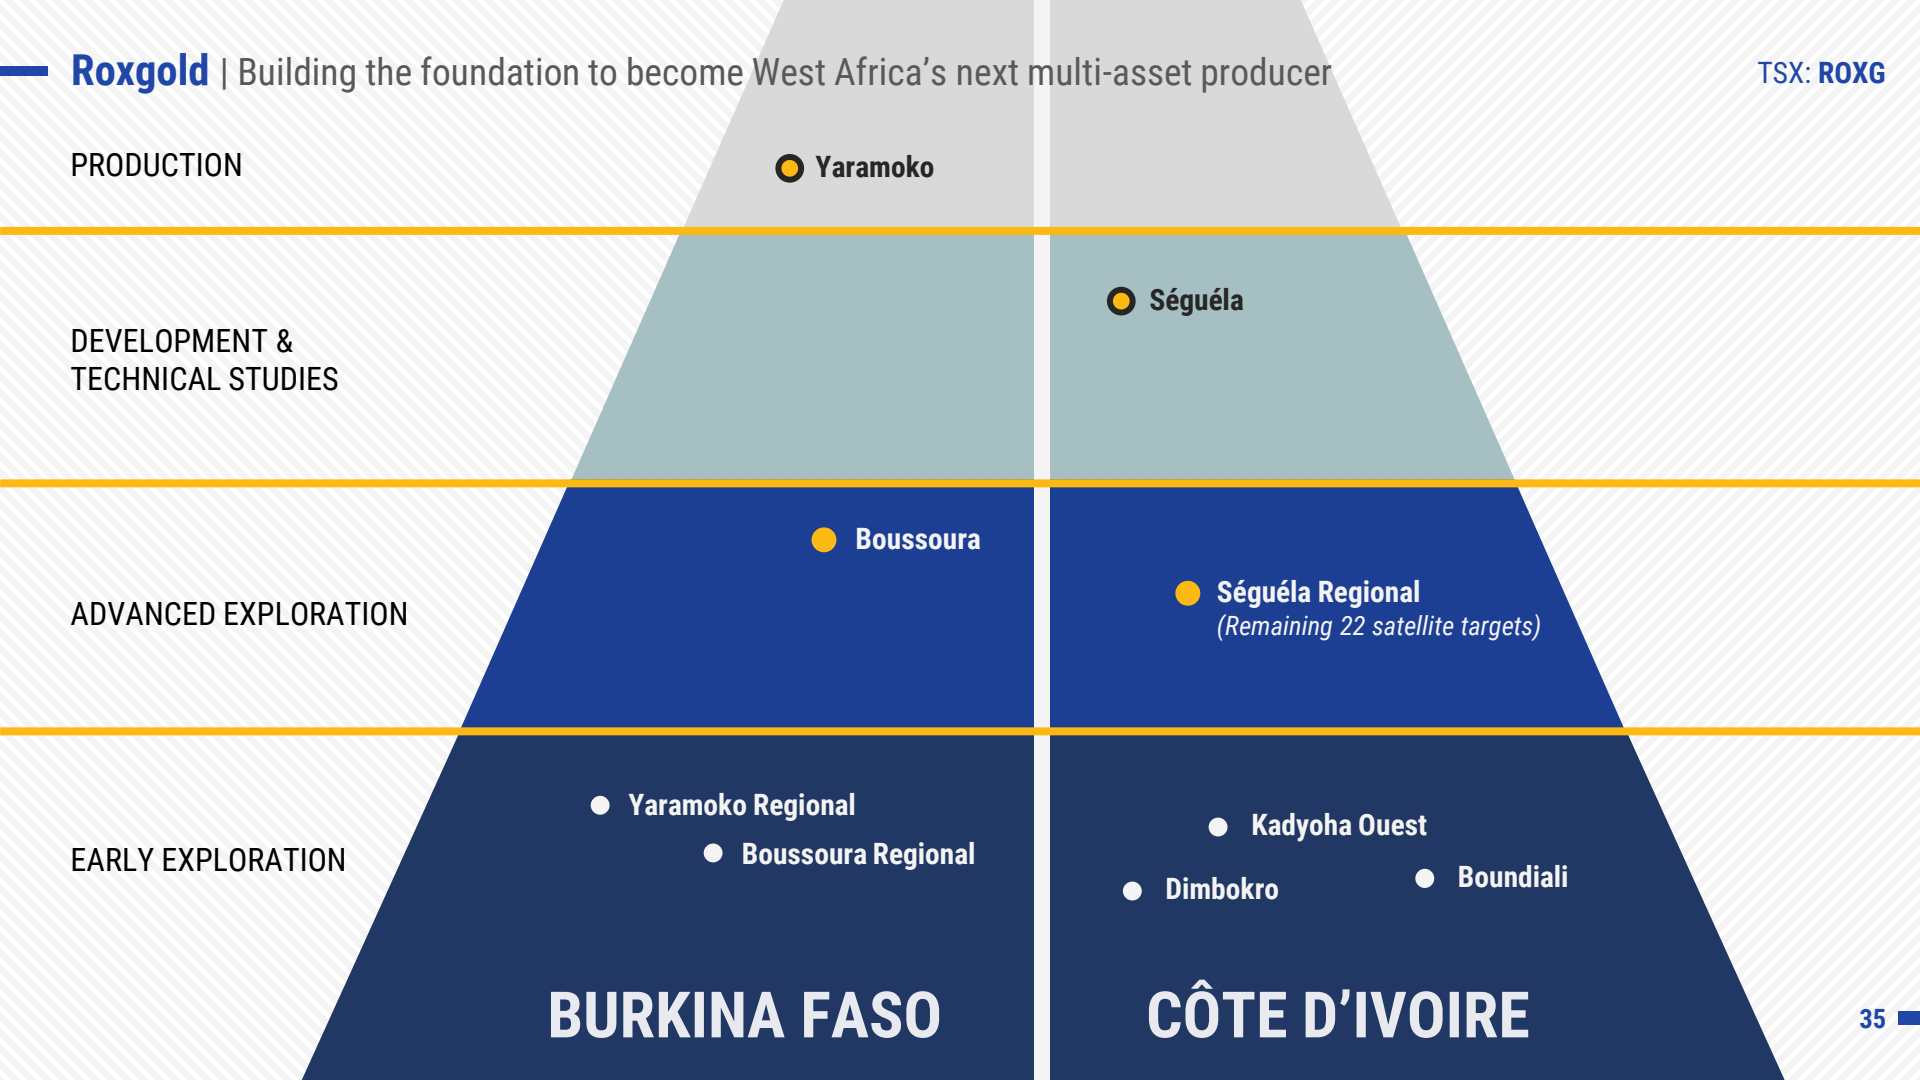 Roxgold | Building the foundation to become West Africa’s next multi-asset producer
TSX: ROXG
PRODUCTION
Yaramoko
Séguéla
DEVELOPMENT &
TECHNICAL STUDIES
Boussoura
Séguéla Regional
(Remaining 22 satellite targets)
ADVANCED EXPLORATION
Yaramoko Regional
Boussoura Regional
Kadyoha Ouest
Boundiali
Dimbokro
EARLY EXPLORATION
BURKINA FASO
CÔTE D’IVOIRE
35